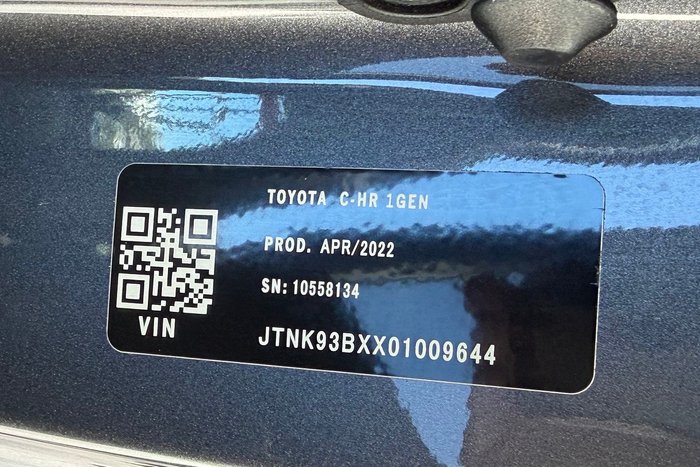 TOYOTA C-HR 1GEN
PROD. APR/2022
SN: 10558134
VIN
JTNK93BXX01009644